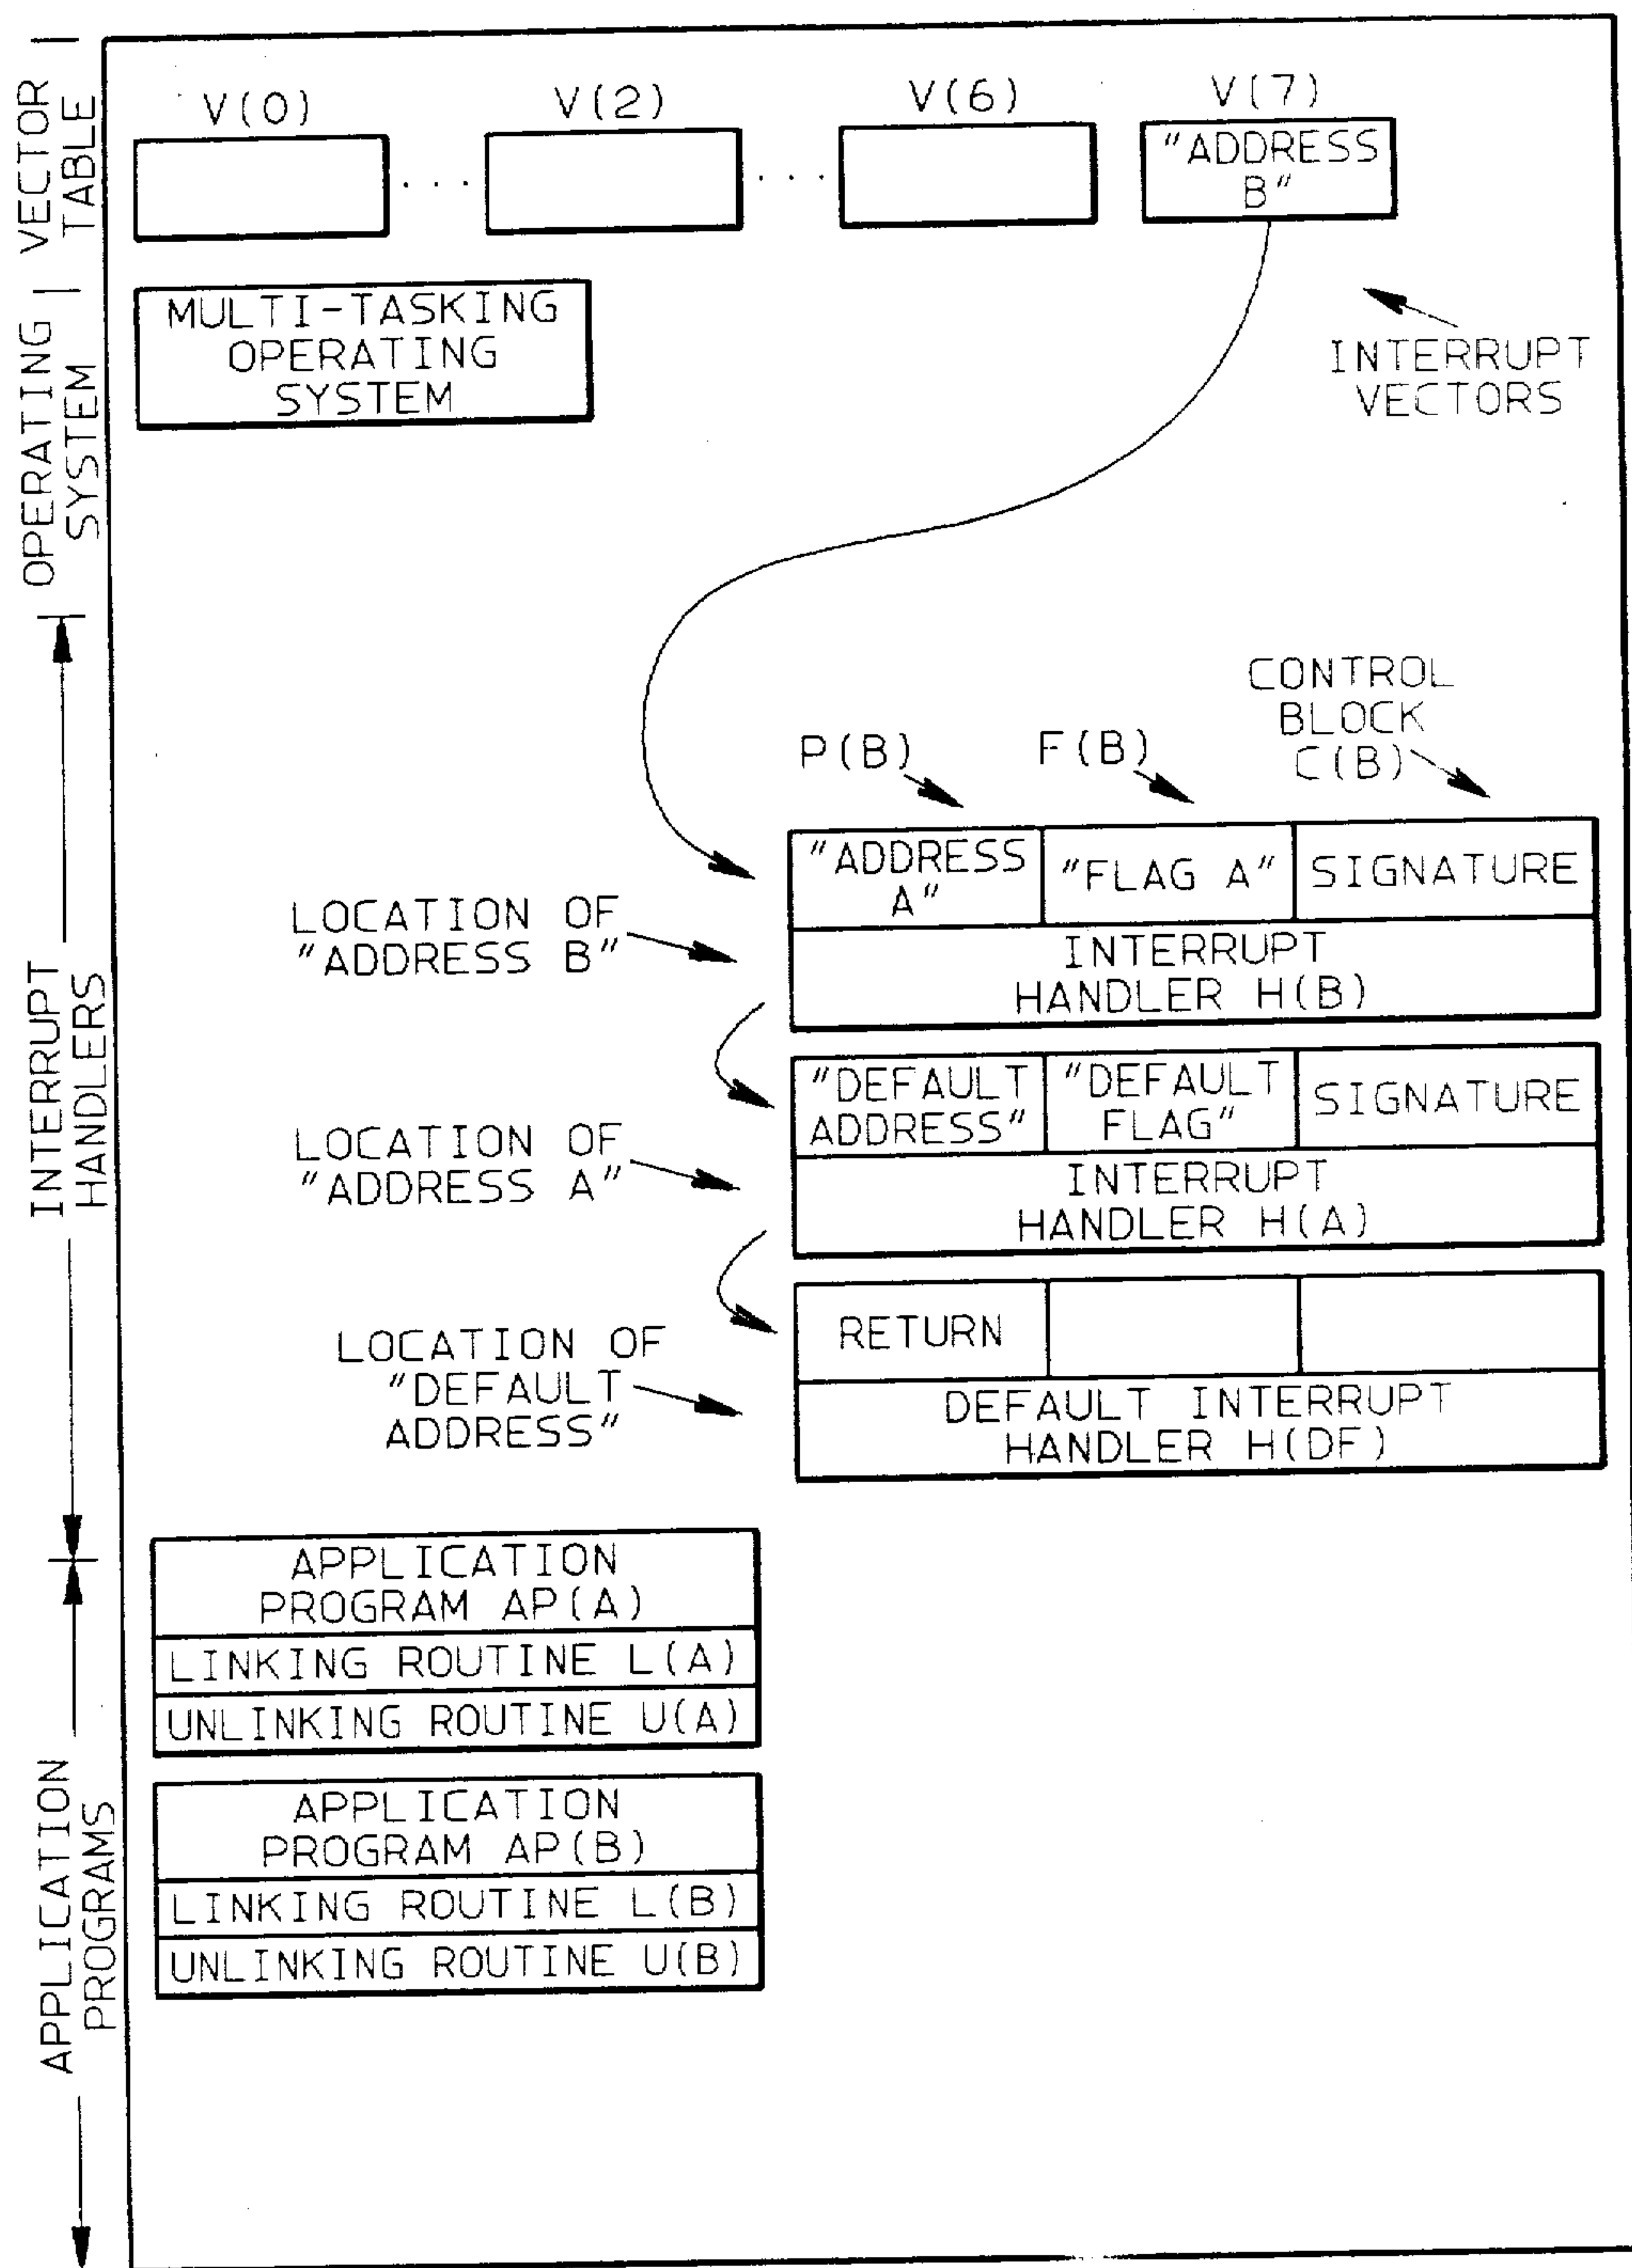 VECTOR
TABLE
OPERATING
SYSTEM
INTERRUPT
HANDLERS
APPLICATION
PROGRAMS
V(0)
V(2)
V(6)
V(7)
...
...
"ADDRESS
B"
MULTI-TASKING
OPERATING
SYSTEM
INTERRUPT
VECTORS
CONTROL
BLOCK
C(B)
P(B)
F(B)
"ADDRESS
A"
"FLAG A"
SIGNATURE
LOCATION OF
"ADDRESS B"
INTERRUPT
HANDLER H(B)
"DEFAULT
ADDRESS"
"DEFAULT
FLAG"
SIGNATURE
LOCATION OF
"ADDRESS A"
INTERRUPT
HANDLER H(A)
RETURN
LOCATION OF
"DEFAULT
ADDRESS"
DEFAULT INTERRUPT
HANDLER H(DF)
APPLICATION
PROGRAM AP(A)
LINKING ROUTINE L(A)
UNLINKING ROUTINE U(A)
APPLICATION
PROGRAM AP(B)
LINKING ROUTINE L(B)
UNLINKING ROUTINE U(B)